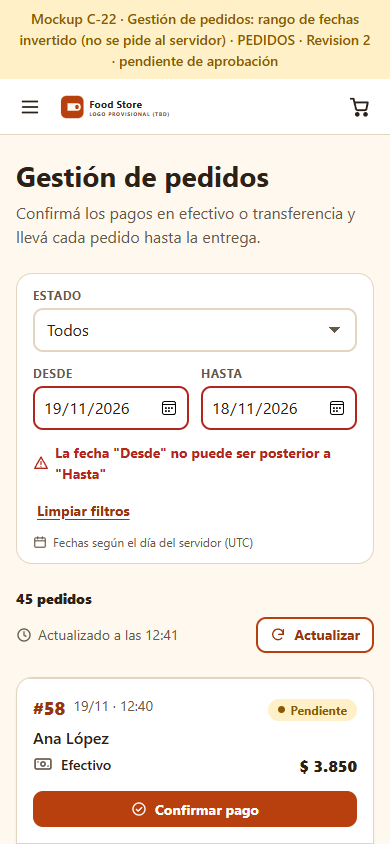 Mockup C-22 · Gestión de pedidos: rango de fechas
invertido (no se pide al servidor) · PEDIDOS · Revision 2
· pendiente de aprobación
Food Store
LOGO PROVISIONAL (TBD)
Gestión de pedidos
Confirmá los pagos en efectivo o transferencia y
llevá cada pedido hasta la entrega.
ESTADO
Todos
DESDE HASTA
19/11/2026 18/11/2026
La fecha "Desde" no puede ser posterior a
"Hasta"
Limpiar filtros
Fechas según el día del servidor (UTC)
45 pedidos
Actualizado a las 12:41 Actualizar
#58 19/11 · 12:40 Pendiente
Ana López
Efectivo $ 3.850
Confirmar pago